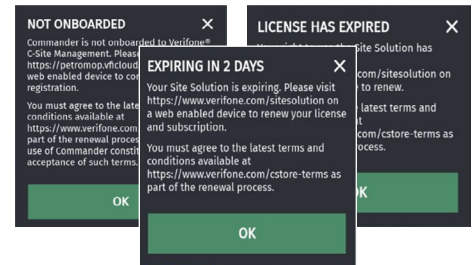 NOT ONBOARDED X
Commander is not onboarded to Verifone®
C-Site Management. Please
https://petromop.vficloud
web enabled device to con
registration.
You must agree to the late
conditions available at
https://www.verifone.com
part of the renewal proces
use of Commander constit
acceptance of such terms.
OK
LICENSE HAS EXPIRED X
Site Solution has
com/sitesolution on
to renew.
latest terms and
com/cstore-terms as
rocess.
OK
EXPIRING IN 2 DAYS X
Your Site Solution is expiring. Please visit
https://www.verifone.com/sitesolution on
a web enabled device to renew your license
and subscription.
You must agree to the latest terms and
conditions available at
https://www.verifone.com/cstore-terms as
part of the renewal process.
OK